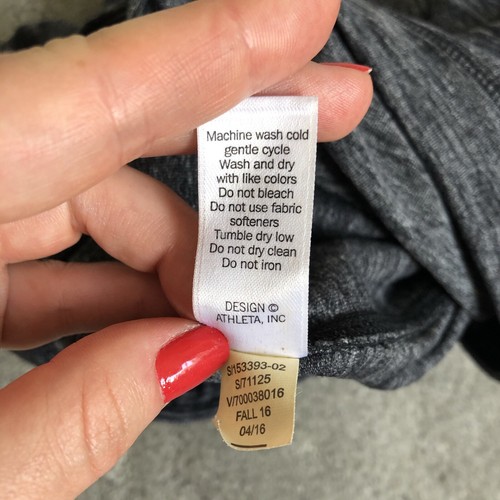 Machine wash cold
gentle cycle
Wash and dry
with like colors
Do not bleach
Do not use fabric
softeners
Tumble dry low
Do not dry clean
Do not iron
DESIGN ©
ATHLETA, INC
S/153393-02
S/71125
V/700038016
FALL 16
04/16